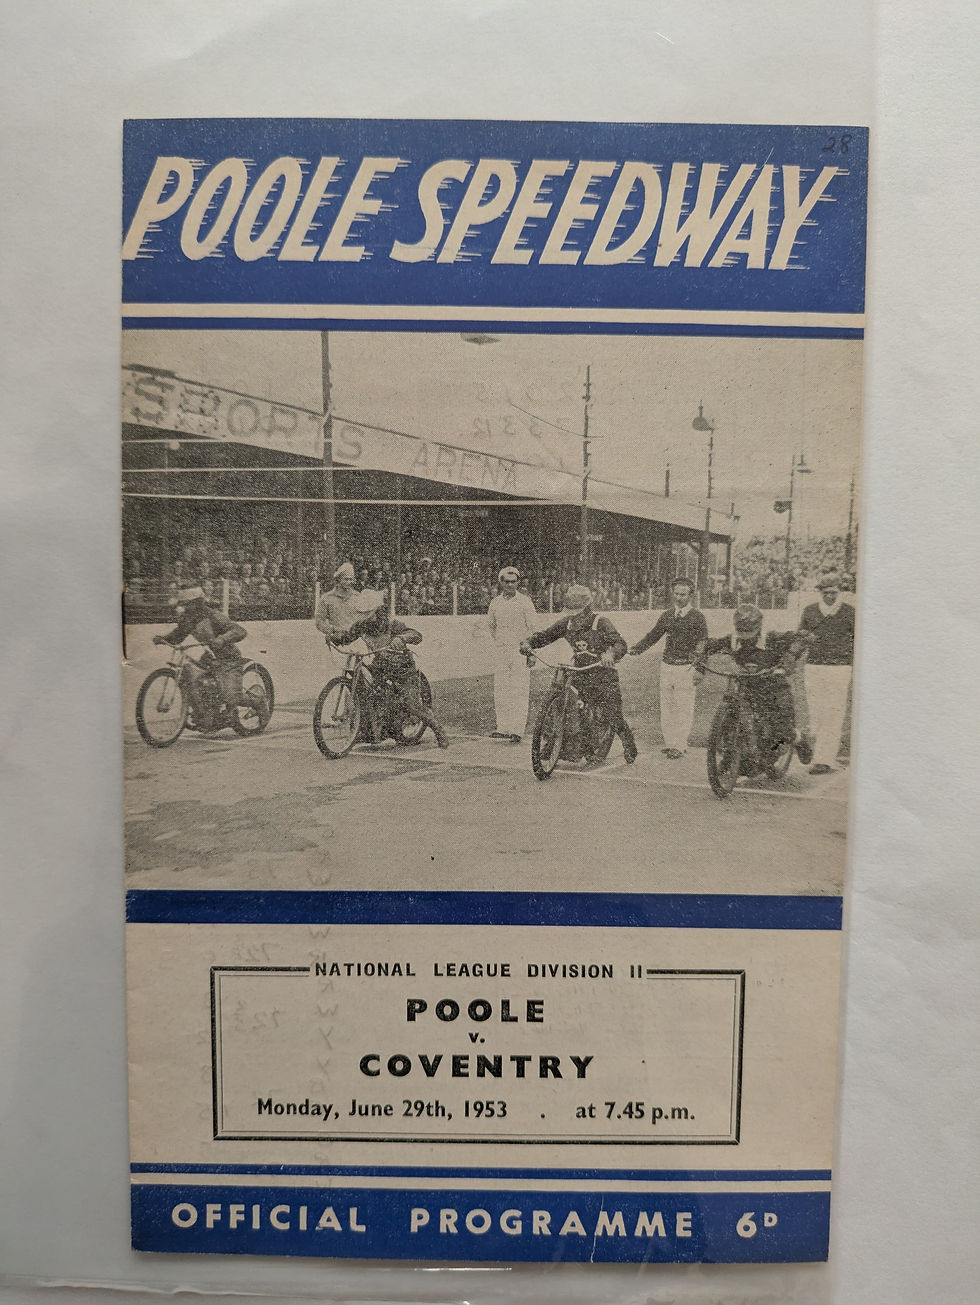 28
POOLE SPEEDWAY
SPORTS ARENA
NATIONAL LEAGUE DIVISION II
POOLE
v.
COVENTRY
Monday, June 29th, 1953 . at 7.45 p.m.
OFFICIAL PROGRAMME 6D